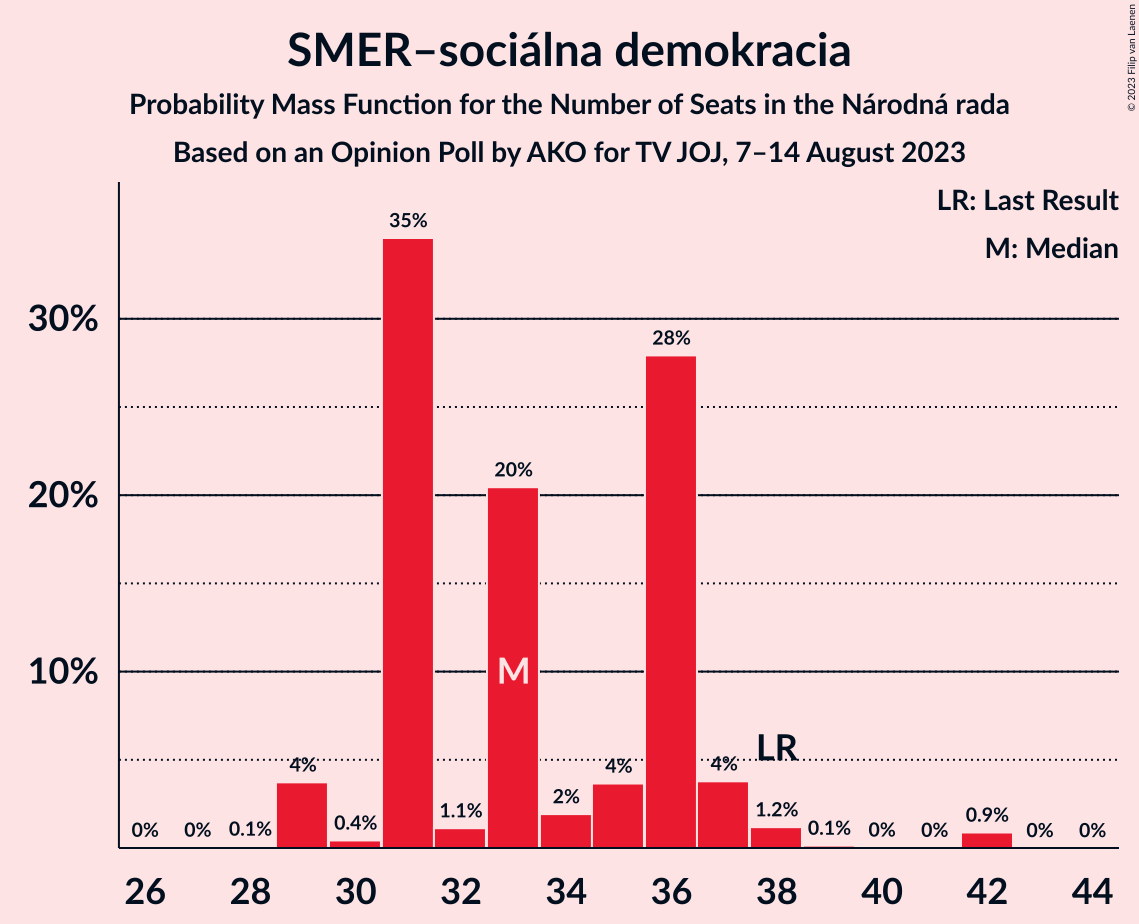 SMER–sociálna demokracia
Probability Mass Function for the Number of Seats in the Národná rada
Based on an Opinion Poll by AKO for TV JOJ, 7–14 August 2023
© 2023 Filip van Laenen
LR: Last Result
M: Median
30%
20%
10%
0%
0%
0.1%
4%
0.4%
35%
1.1%
20%
M
2%
4%
28%
4%
LR
1.2%
0.1%
0%
0%
0.9%
0%
0%
26 28 30 32 34 36 38 40 42 44